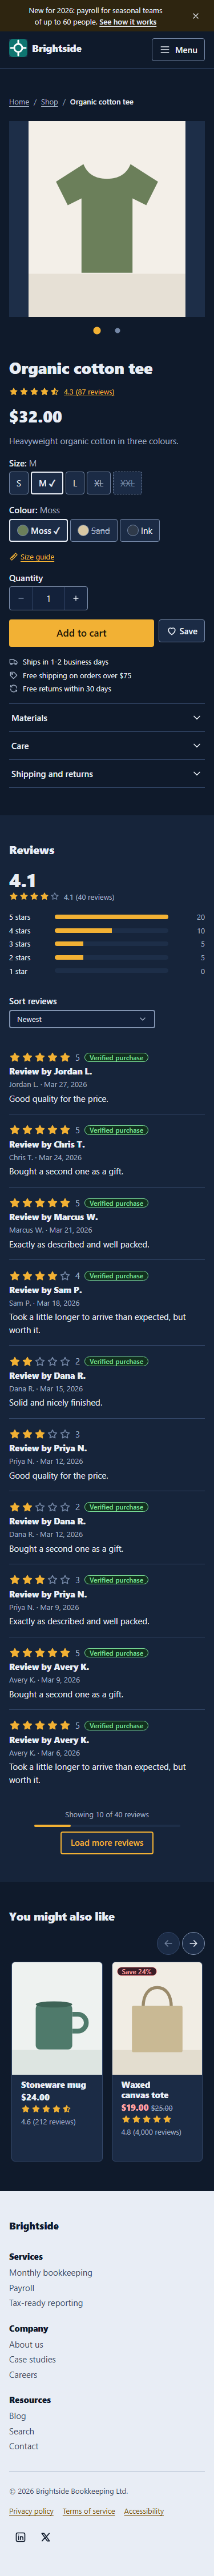 New for 2026: payroll for seasonal teams
of up to 60 people. See how it works
Brightside
Menu
Home / Shop / Organic cotton tee
Organic cotton tee
4.3 (87 reviews)
$32.00
Heavyweight organic cotton in three colours.
Size: M
S M L XL XXL
Colour: Moss
Moss Sand Ink
Size guide
Quantity
− 1 +
Add to cart
Save
Ships in 1-2 business days
Free shipping on orders over $75
Free returns within 30 days
Materials
Care
Shipping and returns
Reviews
4.1
4.1 (40 reviews)
5 stars 20
4 stars 10
3 stars 5
2 stars 5
1 star 0
Sort reviews
Newest
5 Verified purchase
Review by Jordan L.
Jordan L. · Mar 27, 2026
Good quality for the price.
5 Verified purchase
Review by Chris T.
Chris T. · Mar 24, 2026
Bought a second one as a gift.
5 Verified purchase
Review by Marcus W.
Marcus W. · Mar 21, 2026
Exactly as described and well packed.
4 Verified purchase
Review by Sam P.
Sam P. · Mar 18, 2026
Took a little longer to arrive than expected, but
worth it.
2 Verified purchase
Review by Dana R.
Dana R. · Mar 15, 2026
Solid and nicely finished.
3
Review by Priya N.
Priya N. · Mar 12, 2026
Good quality for the price.
2 Verified purchase
Review by Dana R.
Dana R. · Mar 12, 2026
Bought a second one as a gift.
3 Verified purchase
Review by Priya N.
Priya N. · Mar 9, 2026
Exactly as described and well packed.
5 Verified purchase
Review by Avery K.
Avery K. · Mar 9, 2026
Bought a second one as a gift.
5 Verified purchase
Review by Avery K.
Avery K. · Mar 6, 2026
Took a little longer to arrive than expected, but
worth it.
Showing 10 of 40 reviews
Load more reviews
You might also like
Stoneware mug
$24.00
4.6 (212 reviews)
Save 24%
Waxed
canvas tote
$19.00 $25.00
4.8 (4,000 reviews)
Brightside
Services
Monthly bookkeeping
Payroll
Tax-ready reporting
Company
About us
Case studies
Careers
Resources
Blog
Search
Contact
© 2026 Brightside Bookkeeping Ltd.
Privacy policy Terms of service Accessibility